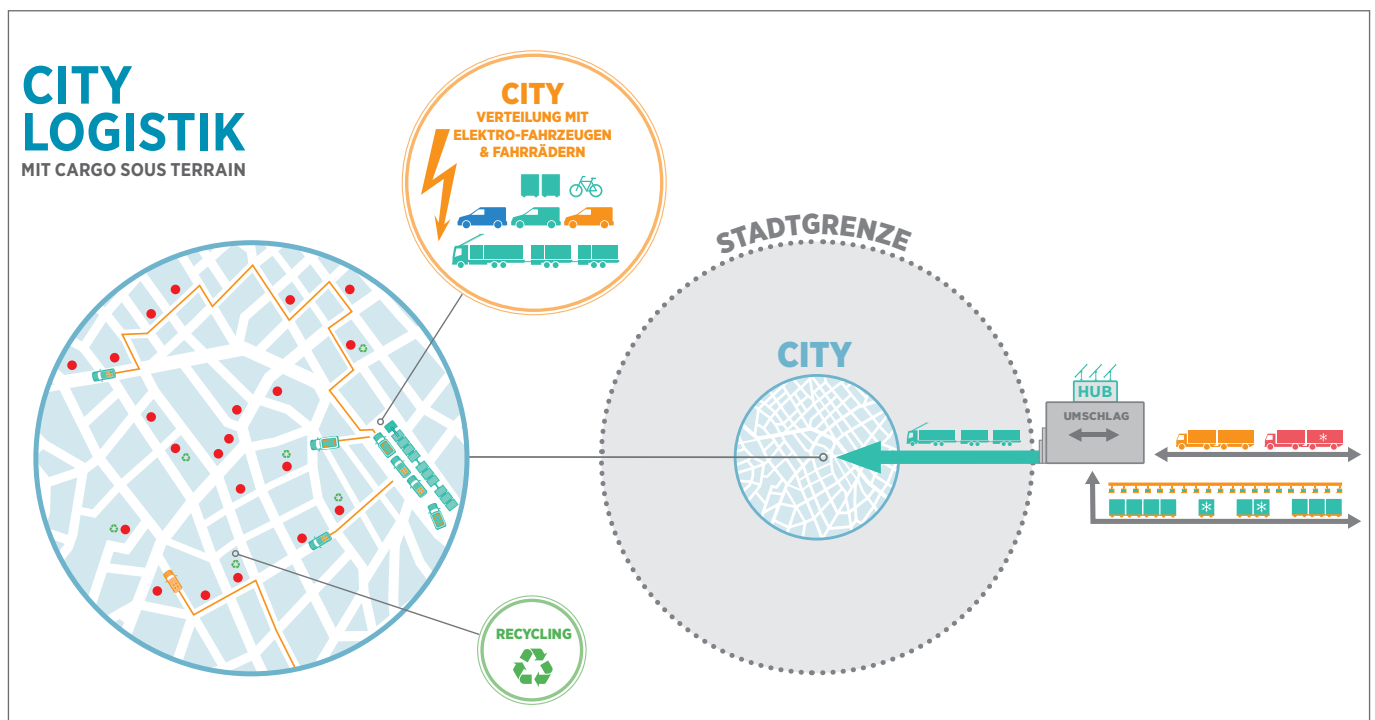 CITY
LOGISTIK
MIT CARGO SOUS TERRAIN
CITY
VERTEILUNG MIT
ELEKTRO-FAHRZEUGEN
& FAHRRÄDERN
STADTGRENZE
CITY
HUB
UMSCHLAG
RECYCLING